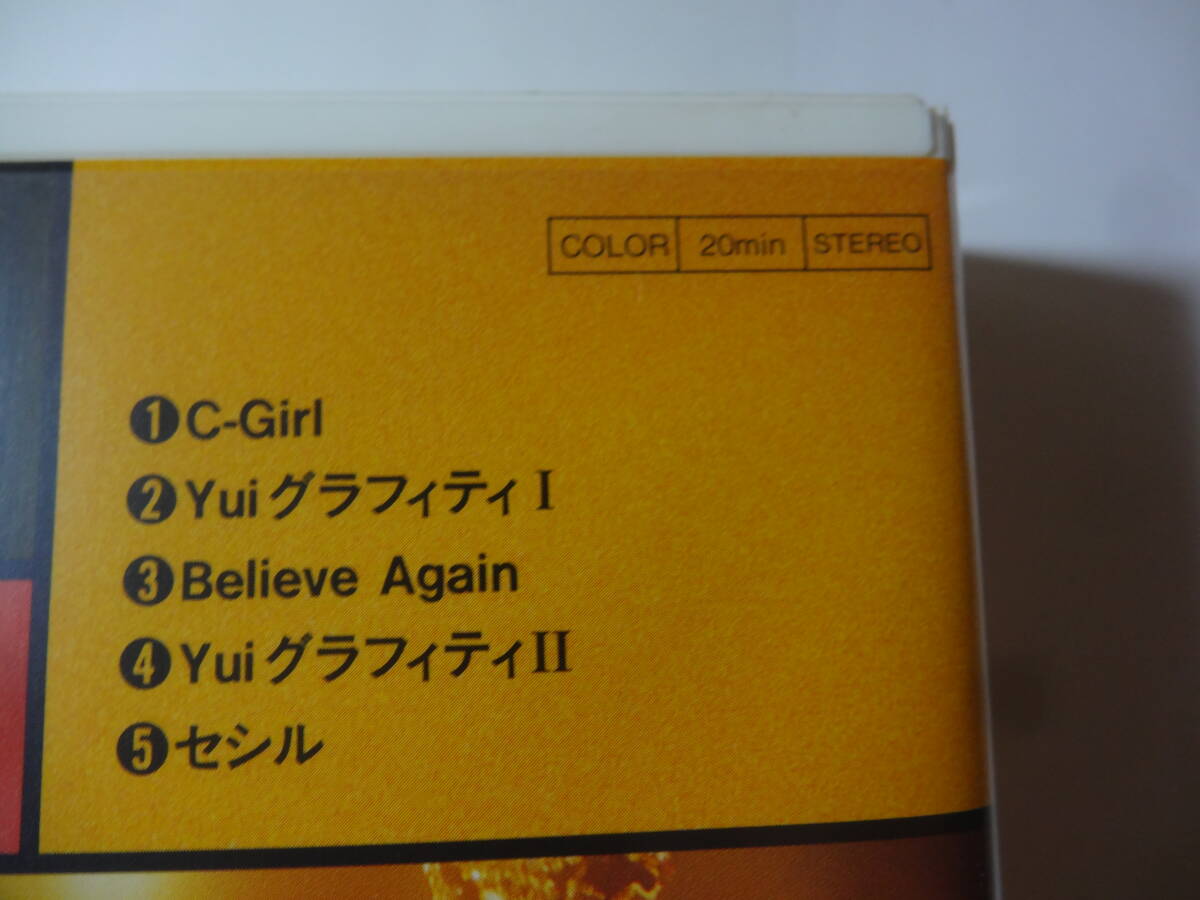 COLOR 20min STEREO
❶C-Girl
❷YuiグラフィティⅠ
❸Believe Again
❹YuiグラフィティⅡ
❺セシル